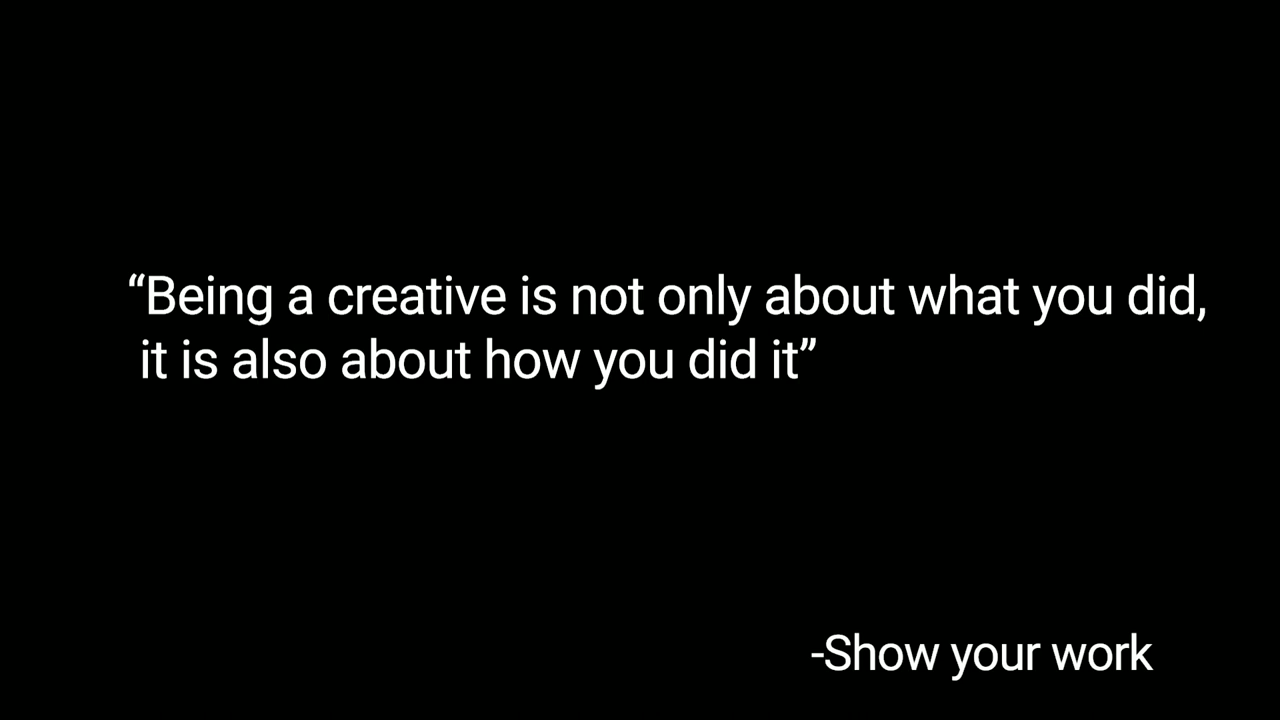 “Being a creative is not only about what you did,
it is also about how you did it”
-Show your work